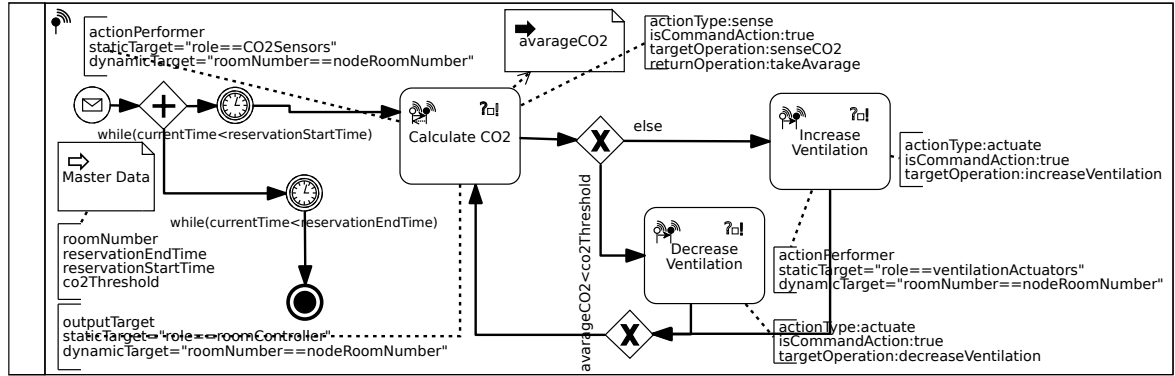 actionPerformer
staticTarget="role==CO2Sensors"
dynamicTarget="roomNumber==nodeRoomNumber"
avarageCO2
actionType:sense
isCommandAction:true
targetOperation:senseCO2
returnOperation:takeAvarage
while(currentTime<reservationStartTime)
?□!
Calculate CO2
else
?□!
Increase
Ventilation
actionType:actuate
isCommandAction:true
targetOperation:increaseVentilation
Master Data
while(currentTime<reservationEndTime)
roomNumber
reservationEndTime
reservationStartTime
co2Threshold
avarageCO2<co2Threshold
?□!
Decrease
Ventilation
actionPerformer
staticTarget="role==ventilationActuators"
dynamicTarget="roomNumber==nodeRoomNumber"
outputTarget
staticTarget="role==roomController"
dynamicTarget="roomNumber==nodeRoomNumber"
actionType:actuate
isCommandAction:true
targetOperation:decreaseVentilation